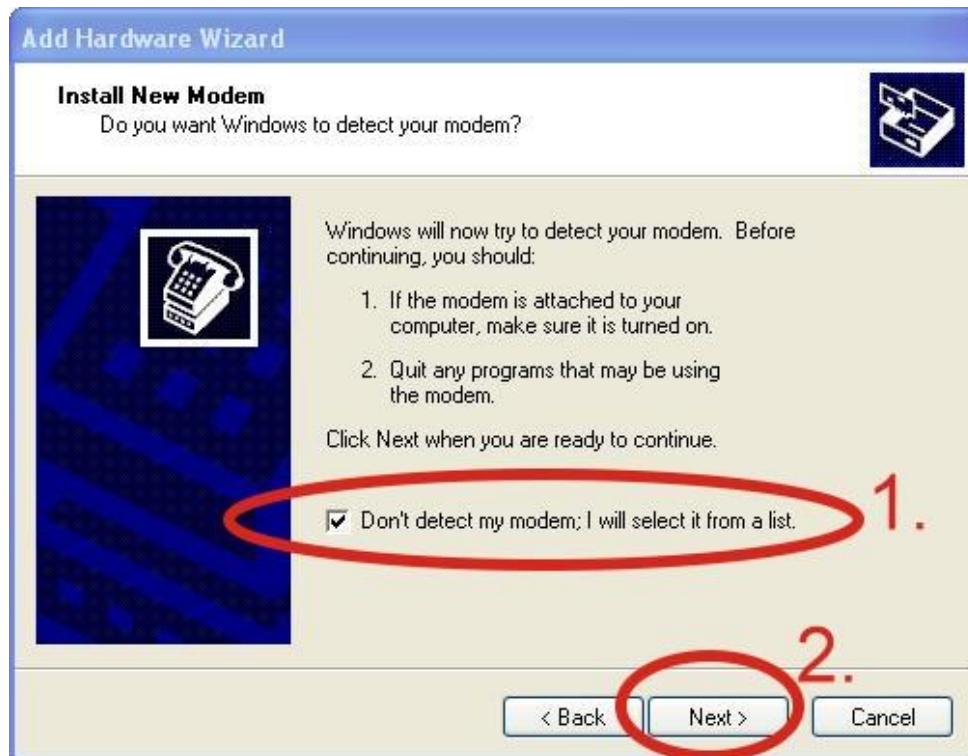 Add Hardware Wizard
Install New Modem
Do you want Windows to detect your modem?
Windows will now try to detect your modem.  Before
continuing, you should:
1. If the modem is attached to your
computer, make sure it is turned on.
2. Quit any programs that may be using
the modem.
Click Next when you are ready to continue.
Don't detect my modem; I will select it from a list.
1.
2.
< Back
Next >
Cancel